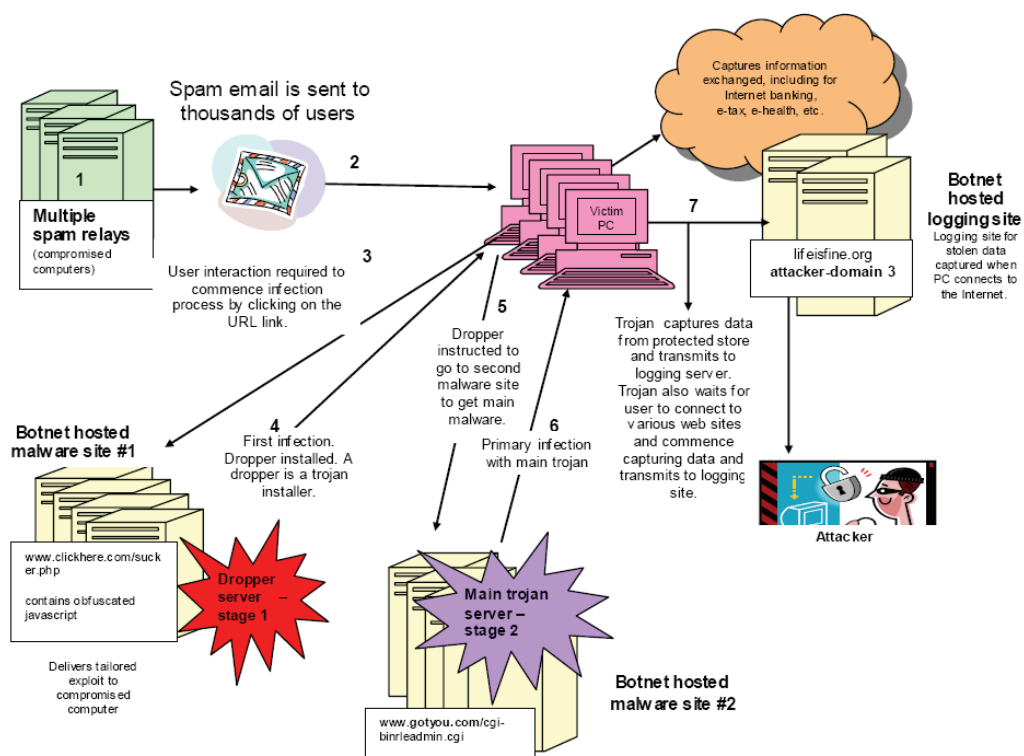 Captures information
exchanged, including for
Internet banking,
e-tax, e-health, etc.
Spam email is sent to
thousands of users
1
2
Multiple
spam relays
(compromised
computers)
3
User interaction required to
commence infection
process by clicking on the
URL link.
Victim
PC
7
Botnet
hosted
logging site
Logging site for
stolen data
captured when
PC connects to
the Internet.
lifeisfine.org
attacker-domain 3
5
Dropper
instructed to
go to second
malware site
to get main
malware.
Trojan captures data
from protected store
and transmits to
logging server.
Trojan also waits for
user to connect to
various web sites
and commence
capturing data and
transmits to logging
site.
4
First infection.
Dropper installed. A
dropper is a trojan
installer.
6
Primary infection
with main trojan
Botnet hosted
malware site #1
www.clickhere.com/suck
er.php
contains obfuscated
javascript
Dropper
server –
stage 1
Delivers tailored
exploit to
compromised
computer
Main trojan
server –
stage 2
Attacker
Botnet hosted
malware site #2
www.gotyou.com/cgi-
binrleadmin.cgi